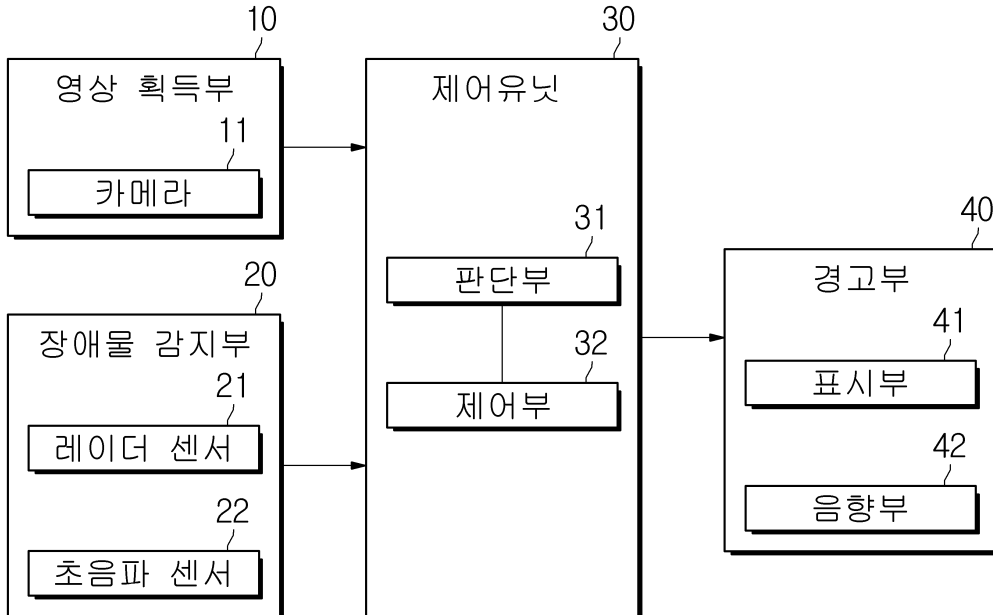 10
영상 획득부
11
카메라
20
장애물 감지부
21
레이더 센서
22
초음파 센서
30
제어유닛
31
판단부
32
제어부
40
경고부
41
표시부
42
음향부